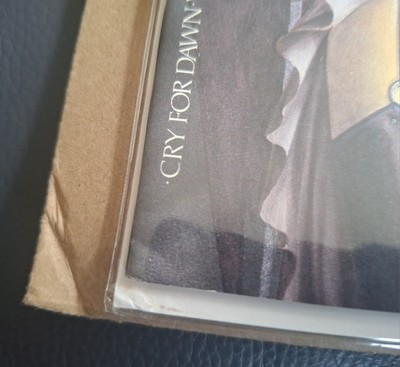 · CRY FOR DAWN ·